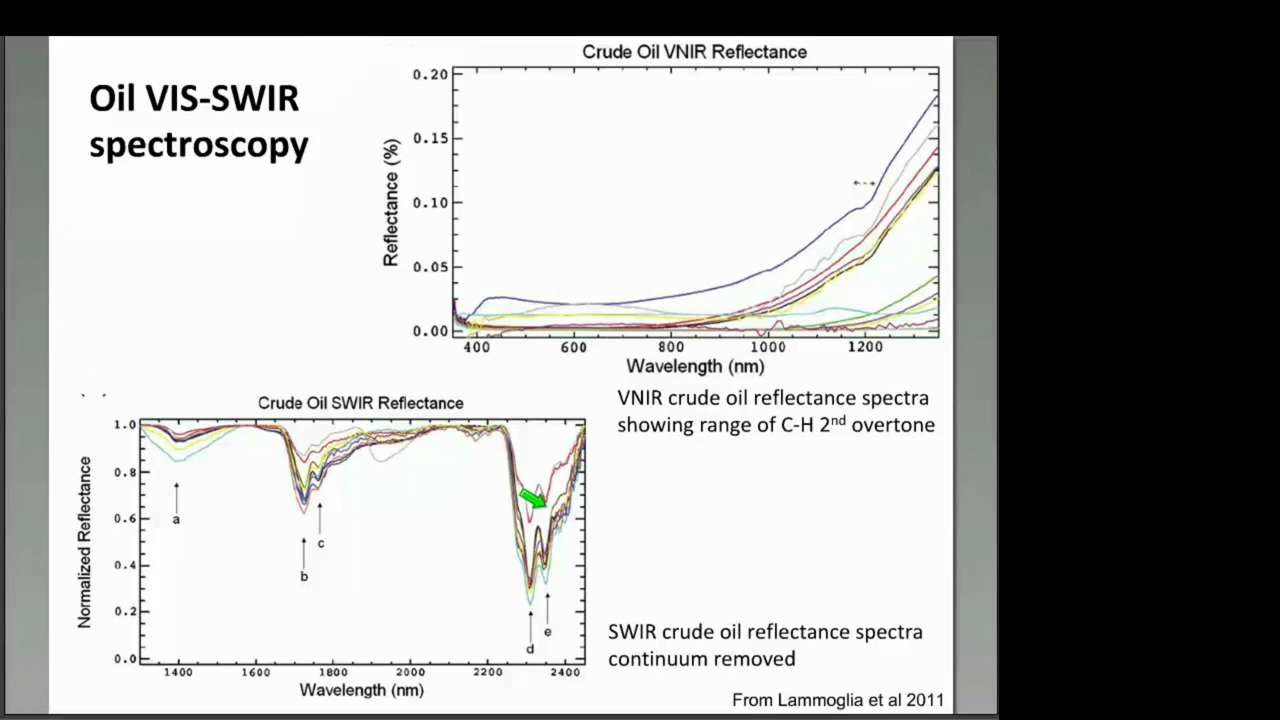 Oil VIS-SWIR
spectroscopy
Crude Oil VNIR Reflectance
Reflectance (%)
0.20
0.15
0.10
0.05
0.00
400 600 800 1000 1200
Wavelength (nm)
VNIR crude oil reflectance spectra
showing range of C-H 2nd overtone
Crude Oil SWIR Reflectance
Normalized Reflectance
1.0
0.8
0.6
0.4
0.2
0.0
a
b
c
d
e
1400 1600 1800 2000 2200 2400
Wavelength (nm)
SWIR crude oil reflectance spectra
continuum removed
From Lammoglia et al 2011